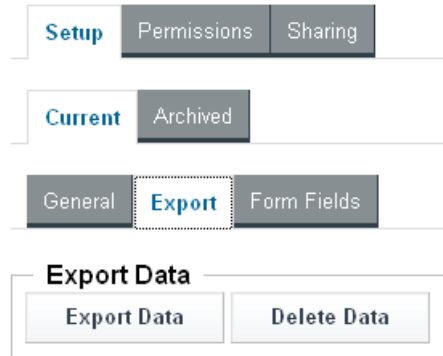 Setup Permissions Sharing
Current Archived
General Export Form Fields
Export Data
Export Data Delete Data